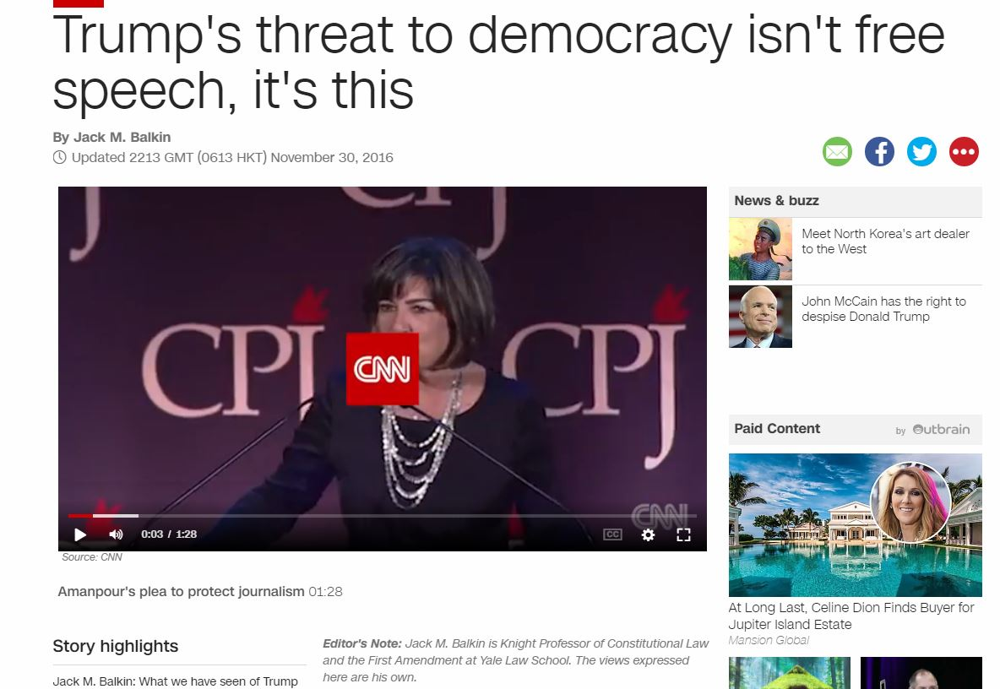 Trump's threat to democracy isn't free
speech, it's this
By Jack M. Balkin
Updated 2213 GMT (0613 HKT) November 30, 2016
CPJ
CPJ
CPJ
CNN
CNN
0:03 / 1:28
CC
Source: CNN
Amanpour's plea to protect journalism 01:28
Story highlights
Jack M. Balkin: What we have seen of Trump
Editor's Note: Jack M. Balkin is Knight Professor of Constitutional Law
and the First Amendment at Yale Law School. The views expressed
here are his own.
News & buzz
Meet North Korea's art dealer
to the West
John McCain has the right to
despise Donald Trump
Paid Content
by Outbrain
At Long Last, Celine Dion Finds Buyer for
Jupiter Island Estate
Mansion Global